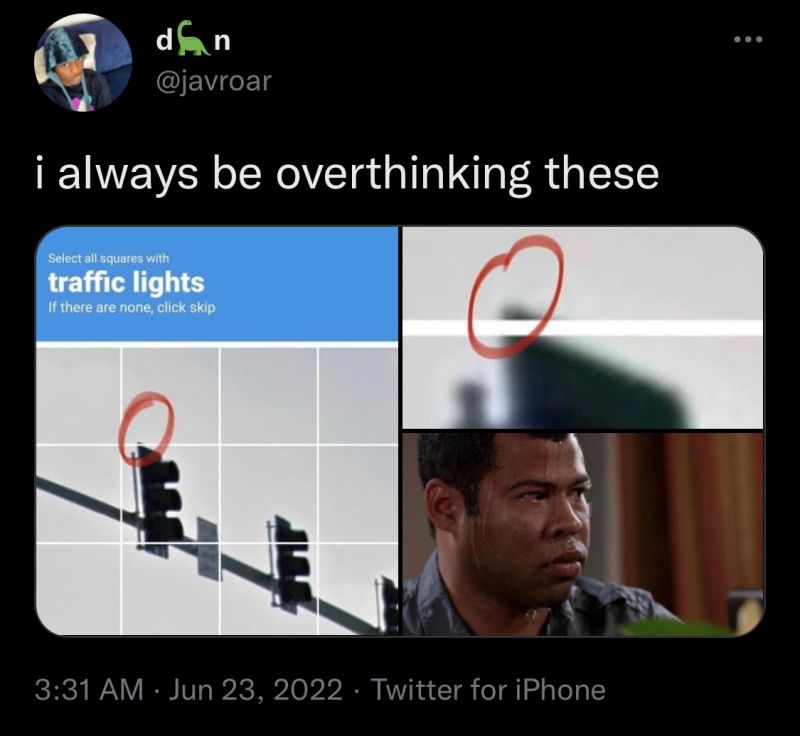 d🦕n
@javroar
i always be overthinking these
Select all squares with
traffic lights
If there are none, click skip
3:31 AM · Jun 23, 2022 · Twitter for iPhone